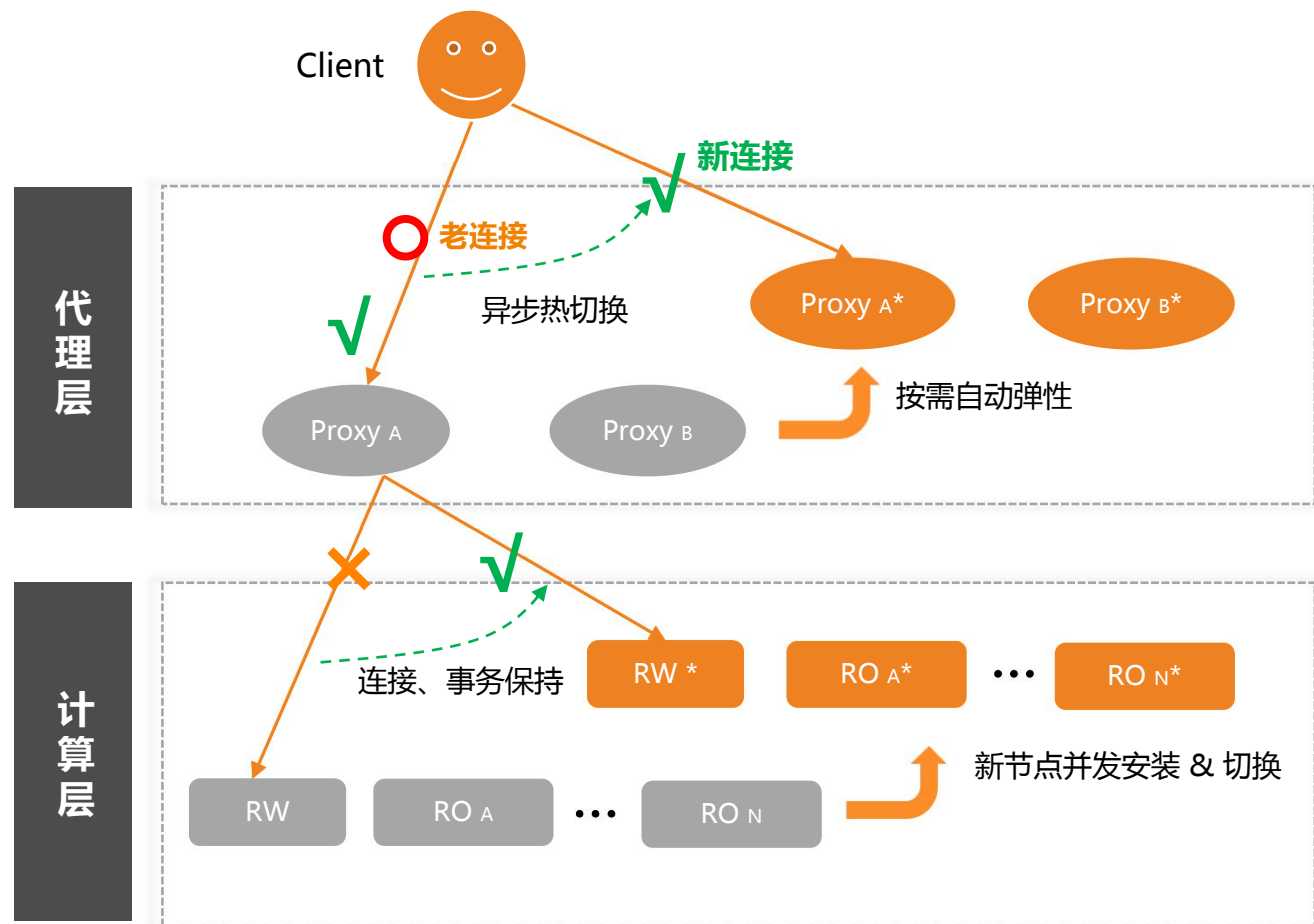 Client
新连接
老连接
异步热切换
代理层
Proxy A*
Proxy B*
按需自动弹性
Proxy A
Proxy B
计算层
连接、事务保持
RW *
RO A*
...
RO N*
新节点并发安装 & 切换
RW
RO A
...
RO N